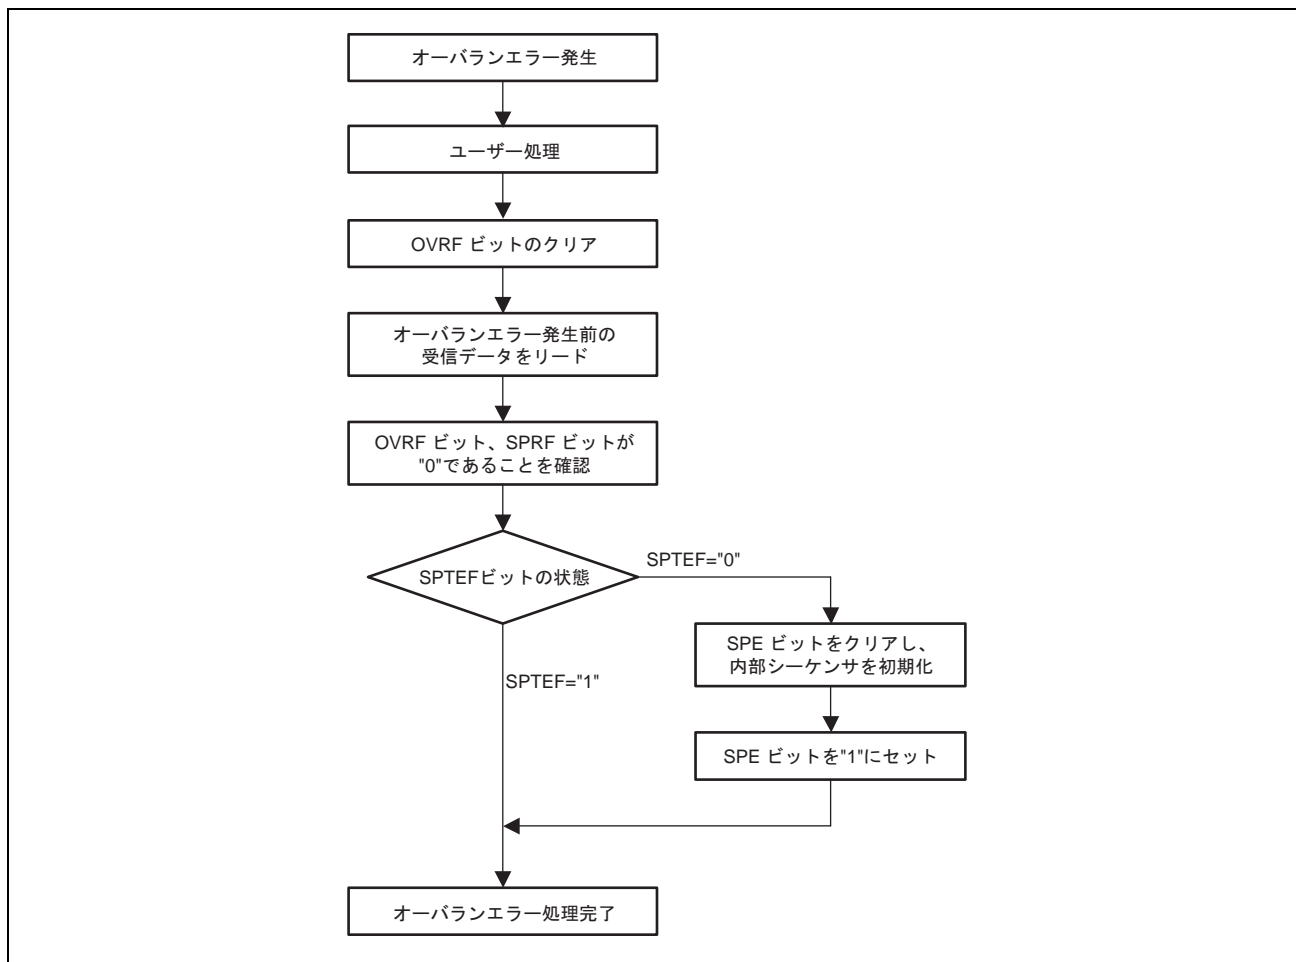 オーバランエラー発生
ユーザー処理
OVRF ビットのクリア
オーバランエラー発生前の
受信データをリード
OVRF ビット、SPRF ビットが
"0"であることを確認
SPTEFビットの状態
SPTEF="0"
SPE ビットをクリアし、
内部シーケンサを初期化
SPTEF="1"
SPE ビットを"1"にセット
オーバランエラー処理完了